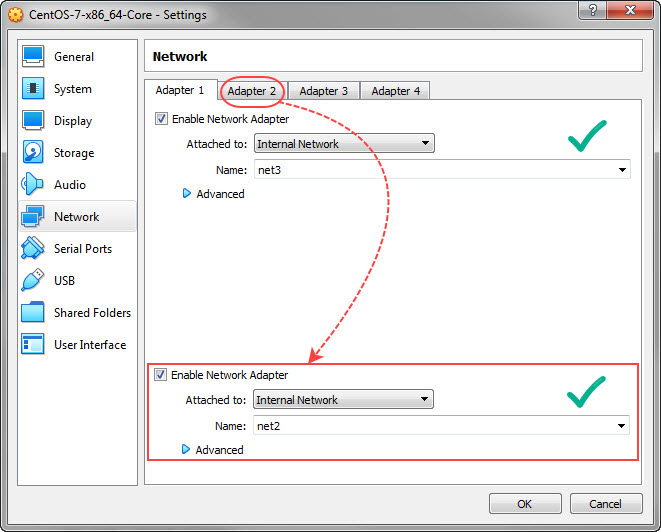 CentOS-7-x86_64-Core - Settings
General
System
Display
Storage
Audio
Network
Serial Ports
USB
Shared Folders
User Interface
Network
Adapter 1 Adapter 2 Adapter 3 Adapter 4
Enable Network Adapter
Attached to: Internal Network
Name: net3
Advanced
Enable Network Adapter
Attached to: Internal Network
Name: net2
Advanced
OK Cancel